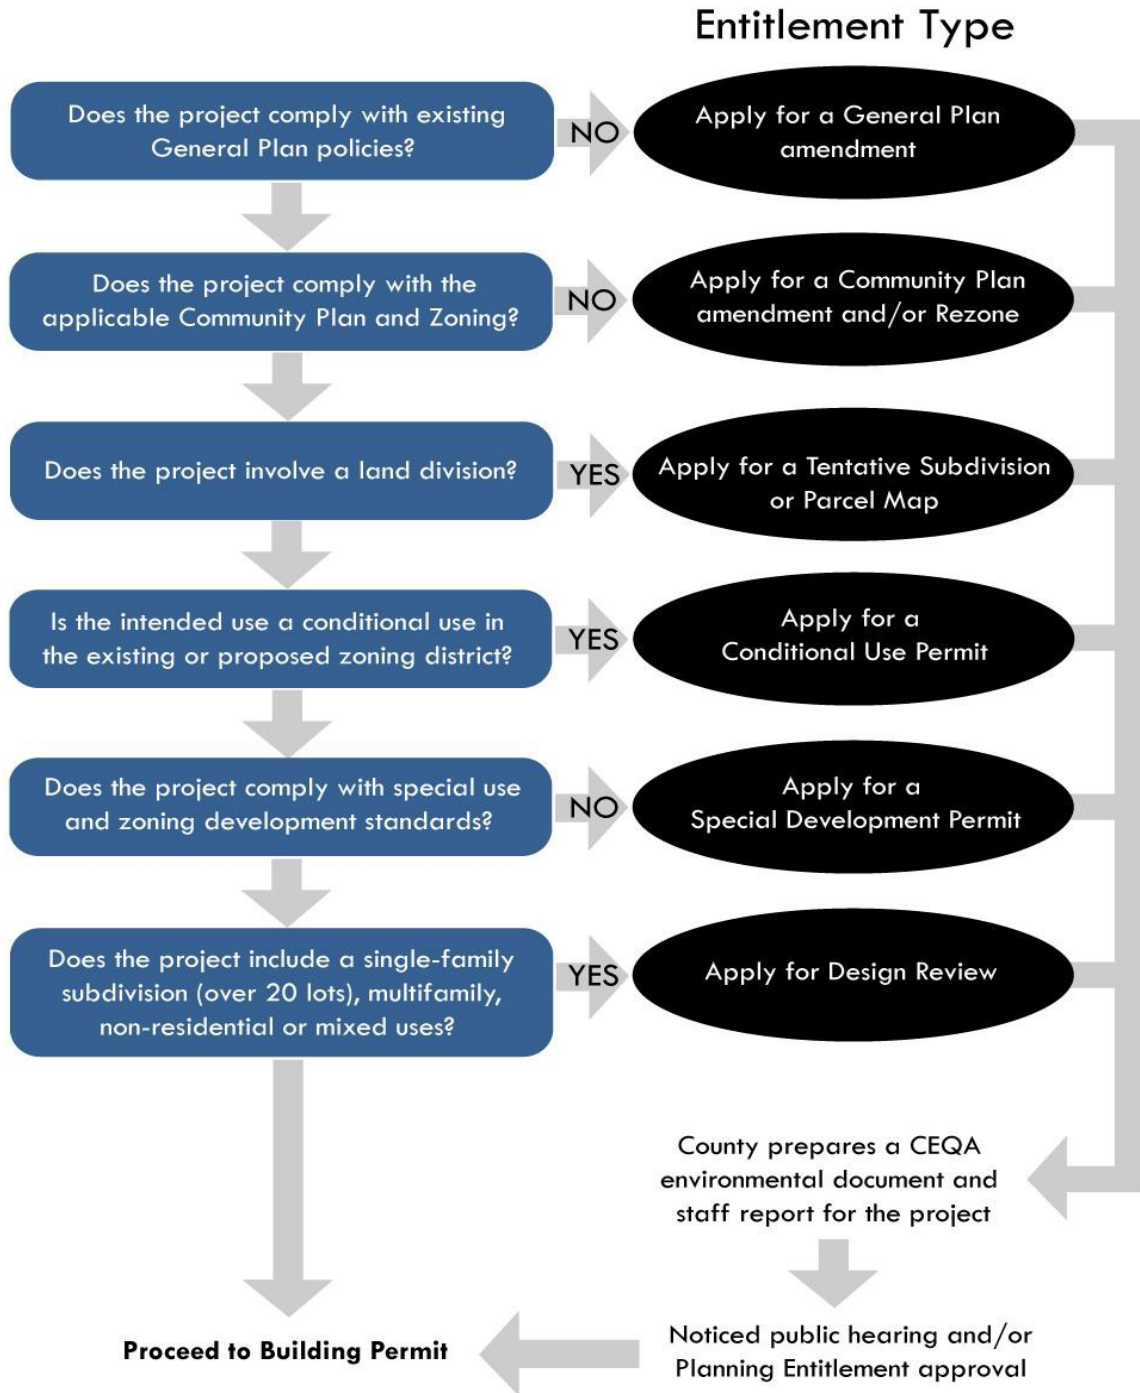 Entitlement Type
Does the project comply with existing
General Plan policies?
NO
Apply for a General Plan
amendment
Does the project comply with the
applicable Community Plan and Zoning?
NO
Apply for a Community Plan
amendment and/or Rezone
Does the project involve a land division?
YES
Apply for a Tentative Subdivision
or Parcel Map
Is the intended use a conditional use in
the existing or proposed zoning district?
YES
Apply for a
Conditional Use Permit
Does the project comply with special use
and zoning development standards?
NO
Apply for a
Special Development Permit
Does the project include a single-family
subdivision (over 20 lots), multifamily,
non-residential or mixed uses?
YES
Apply for Design Review
County prepares a CEQA
environmental document and
staff report for the project
Noticed public hearing and/or
Planning Entitlement approval
Proceed to Building Permit